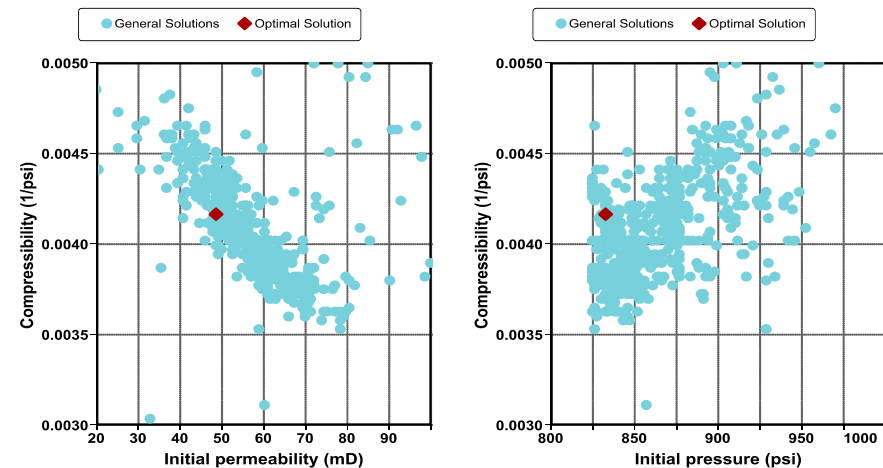 General Solutions Optimal Solution
0.0050
0.0045
0.0040
0.0035
0.0030
Compressibility (1/psi)
20 30 40 50 60 70 80 90
Initial permeability (mD)
General Solutions Optimal Solution
0.0050
0.0045
0.0040
0.0035
0.0030
Compressibility (1/psi)
800 850 900 950 1000
Initial pressure (psi)